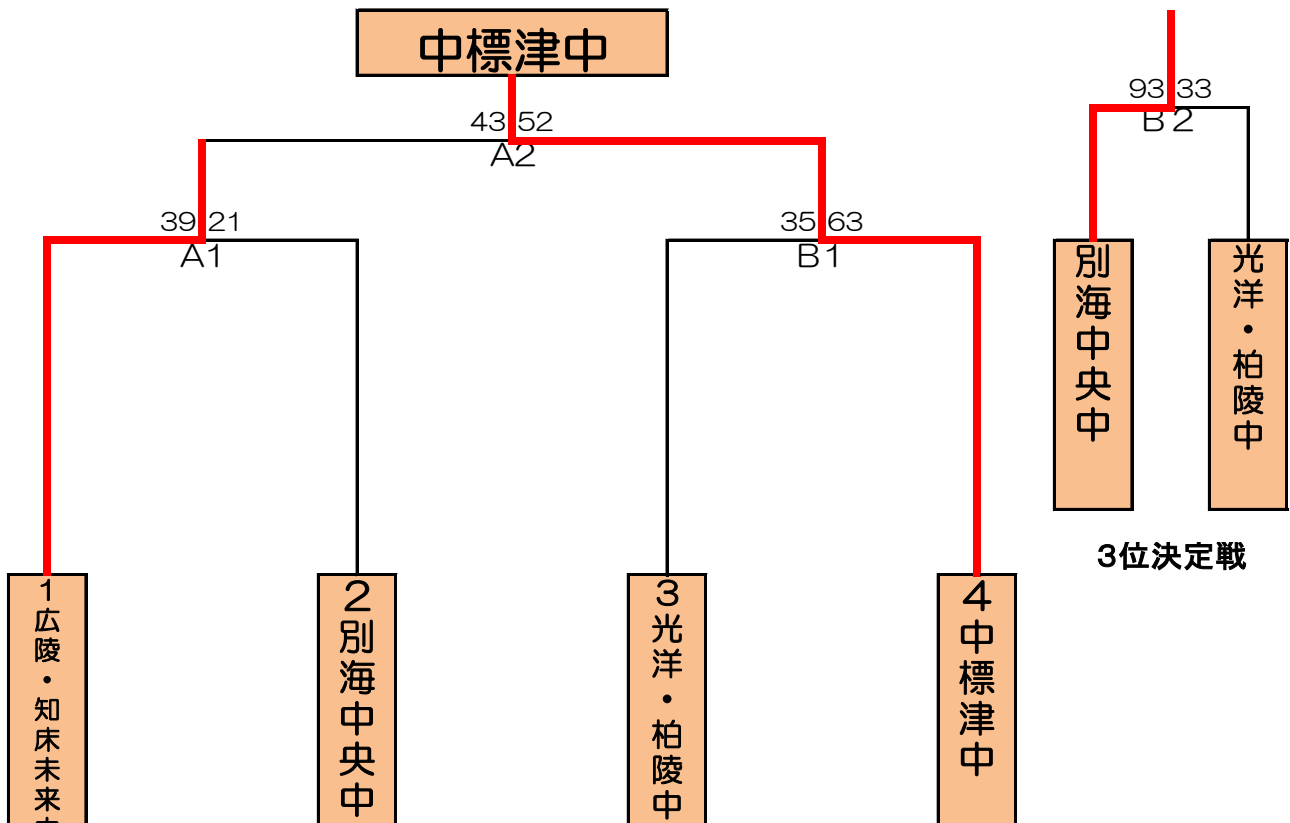 中標津中
43 52
A2
39 21
A1
35 63
B1
93 33
B2
別海中央中
光洋・柏陵中
3位決定戦
1広陵・知床未来中
2別海中央中
3光洋・柏陵中
4中標津中